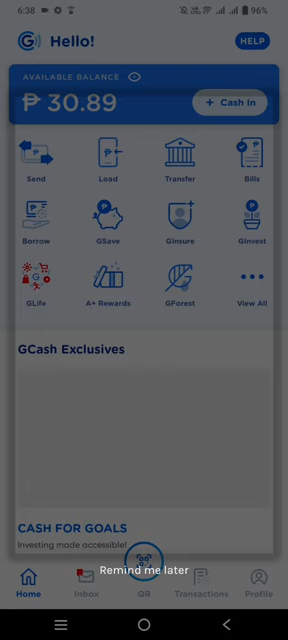 6:38
96%
G
Hello!
HELP
AVAILABLE BALANCE
₱ 30.89
+ Cash In
Send
Load
Transfer
Bills
Borrow
GSave
GInsure
GInvest
GLife
A+ Rewards
GForest
View All
GCash Exclusives
CASH FOR GOALS
Investing made accessible!
Remind me later
Home
Inbox
QR
Transactions
Profile